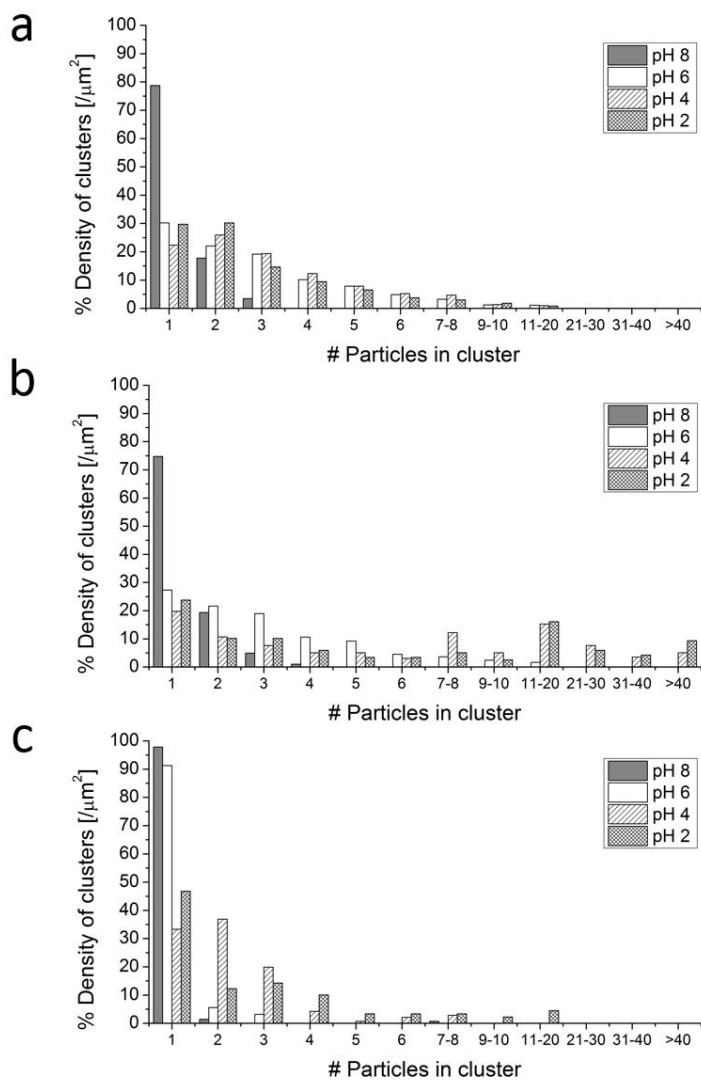 a
100
90
80
70
60
50
40
30
20
10
0
% Density of clusters [/μm²]
pH 8
pH 6
pH 4
pH 2
1 2 3 4 5 6 7-8 9-10 11-20 21-30 31-40 >40
# Particles in cluster
b
100
90
80
70
60
50
40
30
20
10
0
% Density of clusters [/μm²]
pH 8
pH 6
pH 4
pH 2
1 2 3 4 5 6 7-8 9-10 11-20 21-30 31-40 >40
# Particles in cluster
c
100
90
80
70
60
50
40
30
20
10
0
% Density of clusters [/μm²]
pH 8
pH 6
pH 4
pH 2
1 2 3 4 5 6 7-8 9-10 11-20 21-30 31-40 >40
# Particles in cluster